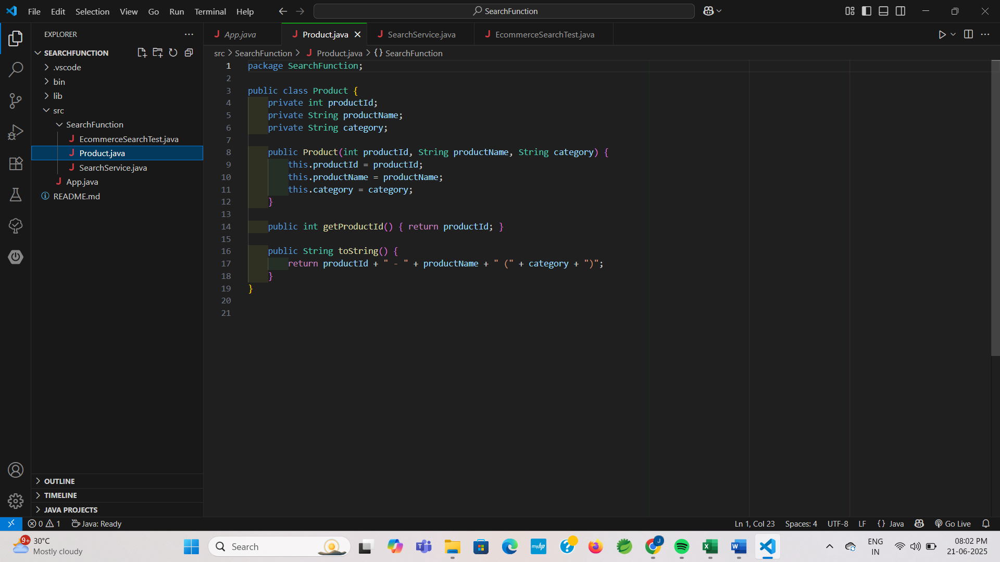 File Edit Selection View Go Run Terminal Help
SearchFunction
EXPLORER
SEARCHFUNCTION
.vscode
bin
lib
src
SearchFunction
EcommerceSearchTest.java
Product.java
SearchService.java
App.java
README.md
OUTLINE
TIMELINE
JAVA PROJECTS
App.java Product.java SearchService.java EcommerceSearchTest.java
src SearchFunction Product.java {} SearchFunction
1 package SearchFunction;
2
3 public class Product {
4 private int productId;
5 private String productName;
6 private String category;
7
8 public Product(int productId, String productName, String category) {
9 this.productId = productId;
10 this.productName = productName;
11 this.category = category;
12 }
13
14 public int getProductId() { return productId; }
15
16 public String toString() {
17 return productId + " - " + productName + " (" + category + ")";
18 }
19 }
20
21
0 1 Java: Ready
Ln 1, Col 23 Spaces: 4 UTF-8 LF {} Java Go Live
9+ 30°C
Mostly cloudy
Search
myhp
J
ENG
IN
08:02 PM
21-06-2025